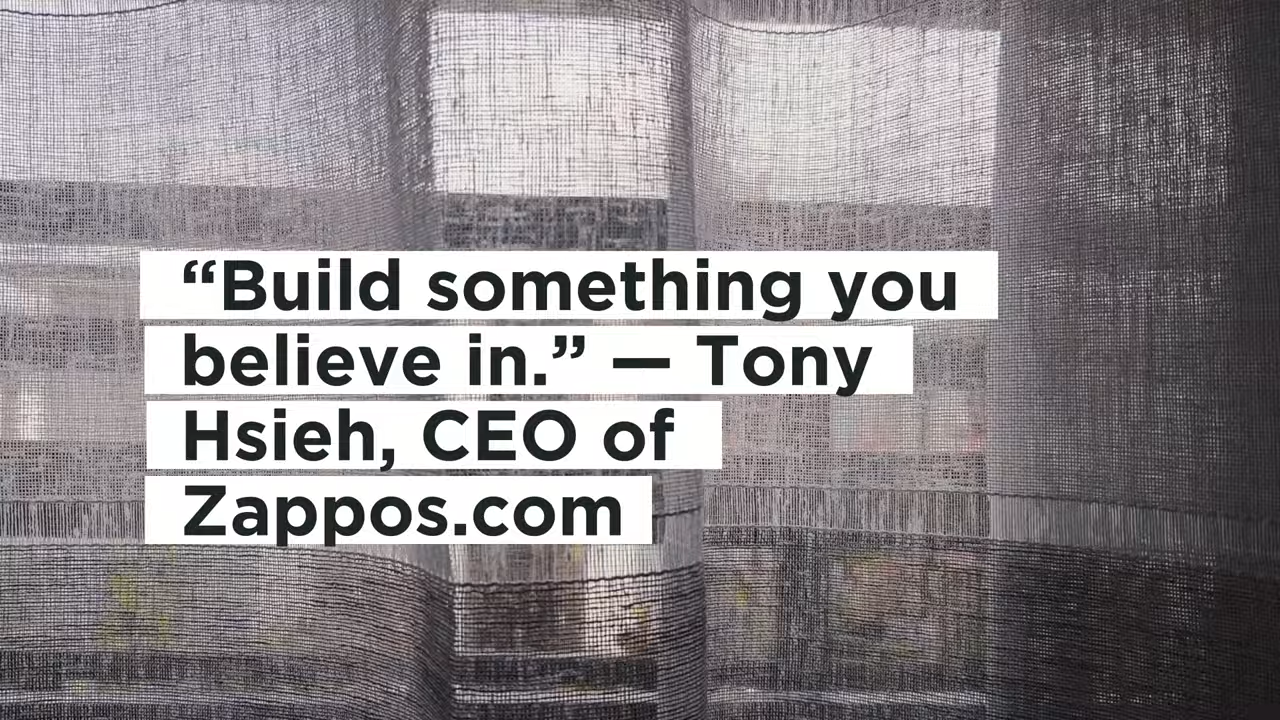 “Build something you
believe in.” — Tony
Hsieh, CEO of
Zappos.com